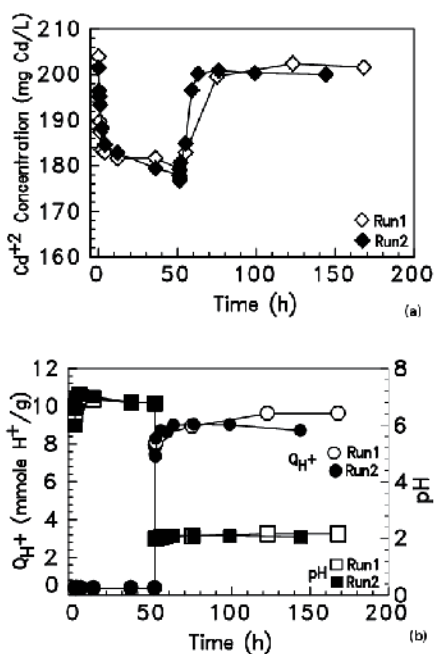 Cd+2 Concentration (mg Cd/L)
220
200
190
180
170
160
0 50 100 150 200
Time (h)
Run1
Run2
(a)
QH+ (mmole H+/g)
12
10
8
6
4
2
0
8
6
4
2
0
pH
QH+
Run1
Run2
pH
Run1
Run2
0 50 100 150 200
Time (h)
(b)